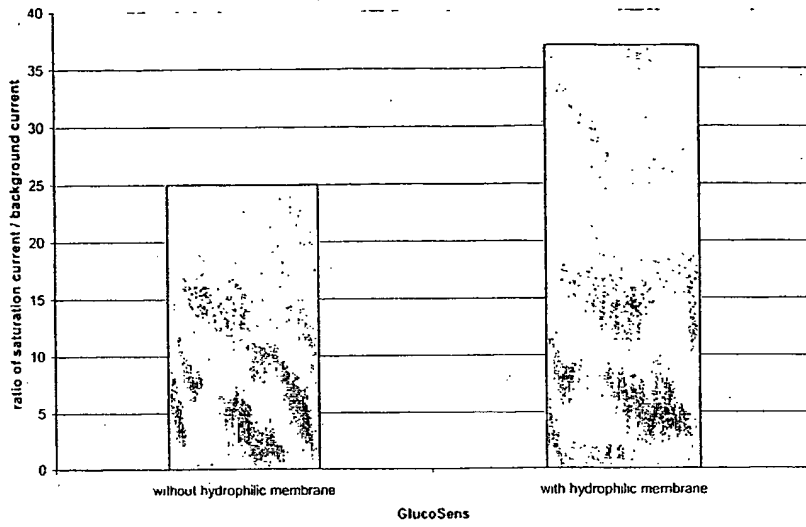 ratio of saturation current / background current
40
35
30
25
20
15
10
5
0
without hydrophilic membrane
with hydrophilic membrane
GlucoSens